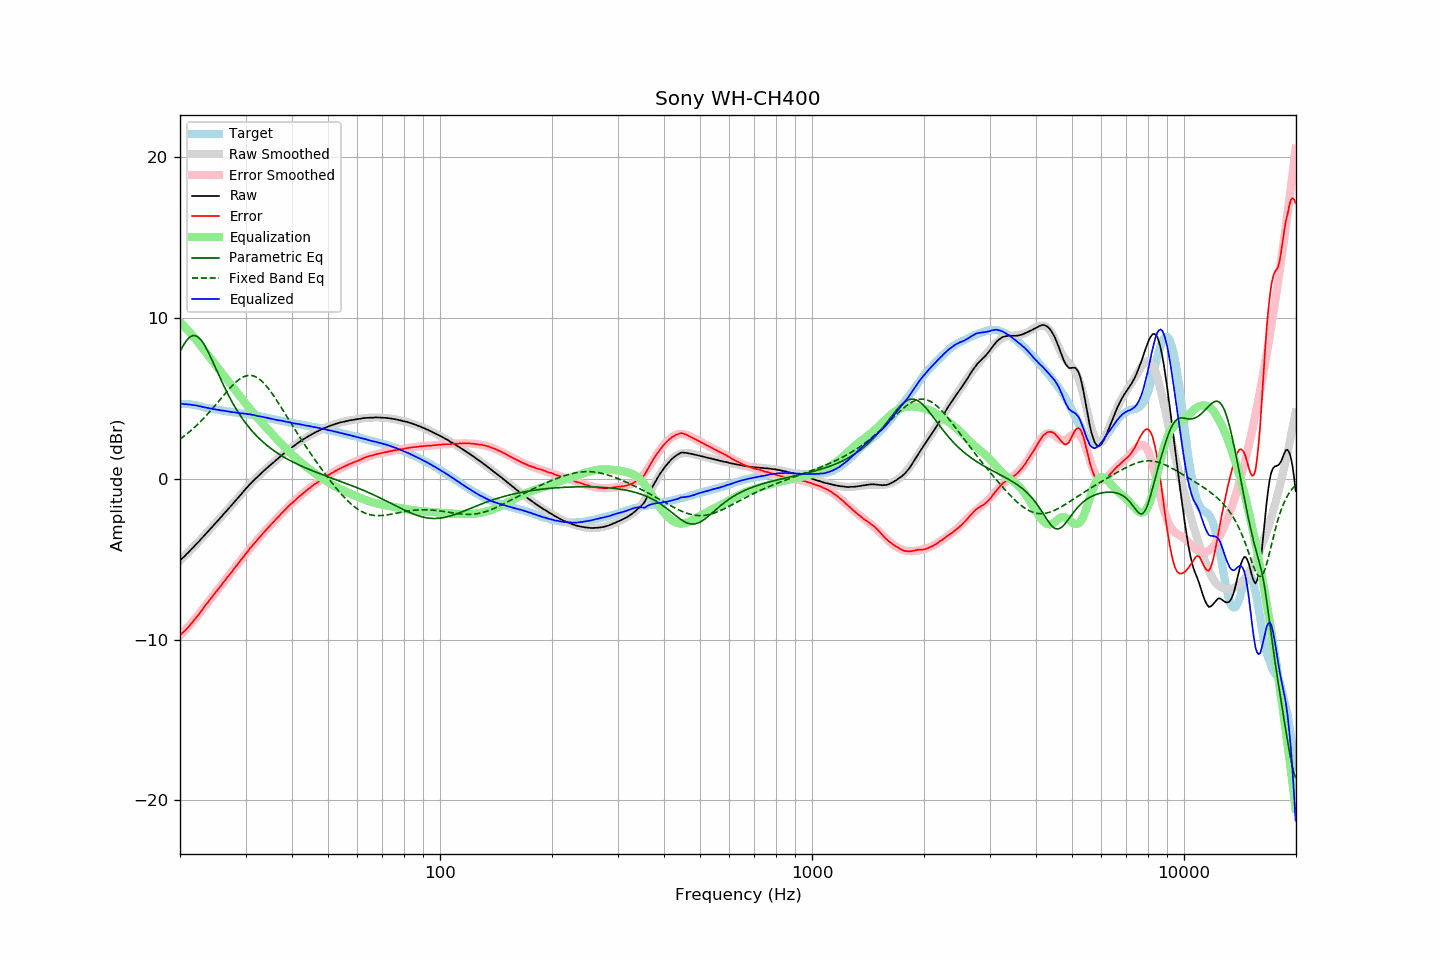 Sony WH-CH400
Target
Raw Smoothed
Error Smoothed
Raw
Error
Equalization
Parametric Eq
Fixed Band Eq
Equalized
20
10
0
−10
−20
Amplitude (dBr)
100
1000
10000
Frequency (Hz)